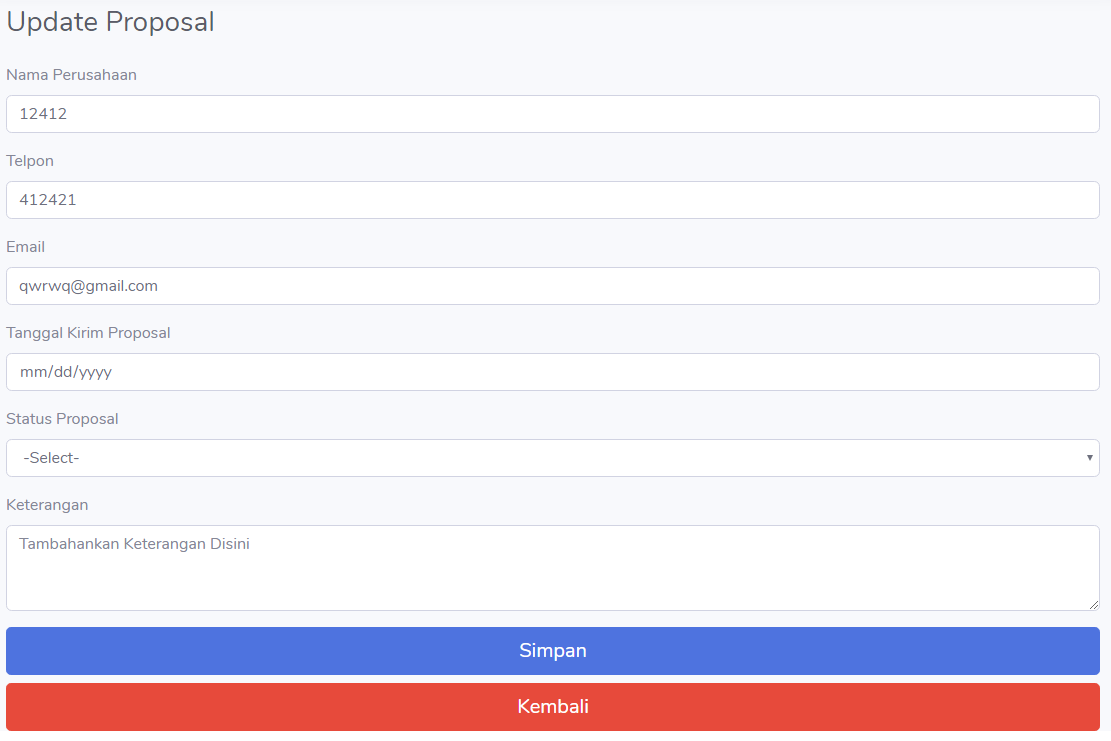 Update Proposal
Nama Perusahaan
12412
Telpon
412421
Email
qwrwq@gmail.com
Tanggal Kirim Proposal
mm/dd/yyyy
Status Proposal
-Select-
Keterangan
Tambahankan Keterangan Disini
Simpan
Kembali